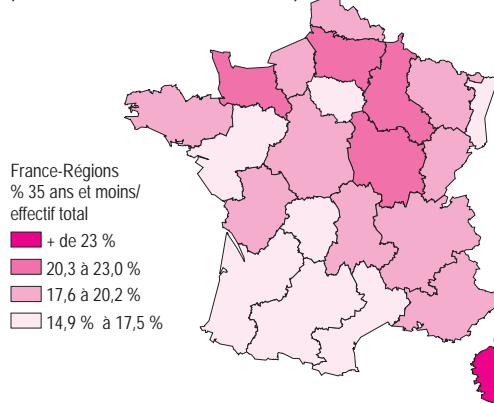 France-Régions
% 35 ans et moins/
effectif total
+ de 23 %
20,3 à 23,0 %
17,6 à 20,2 %
14,9 % à 17,5 %